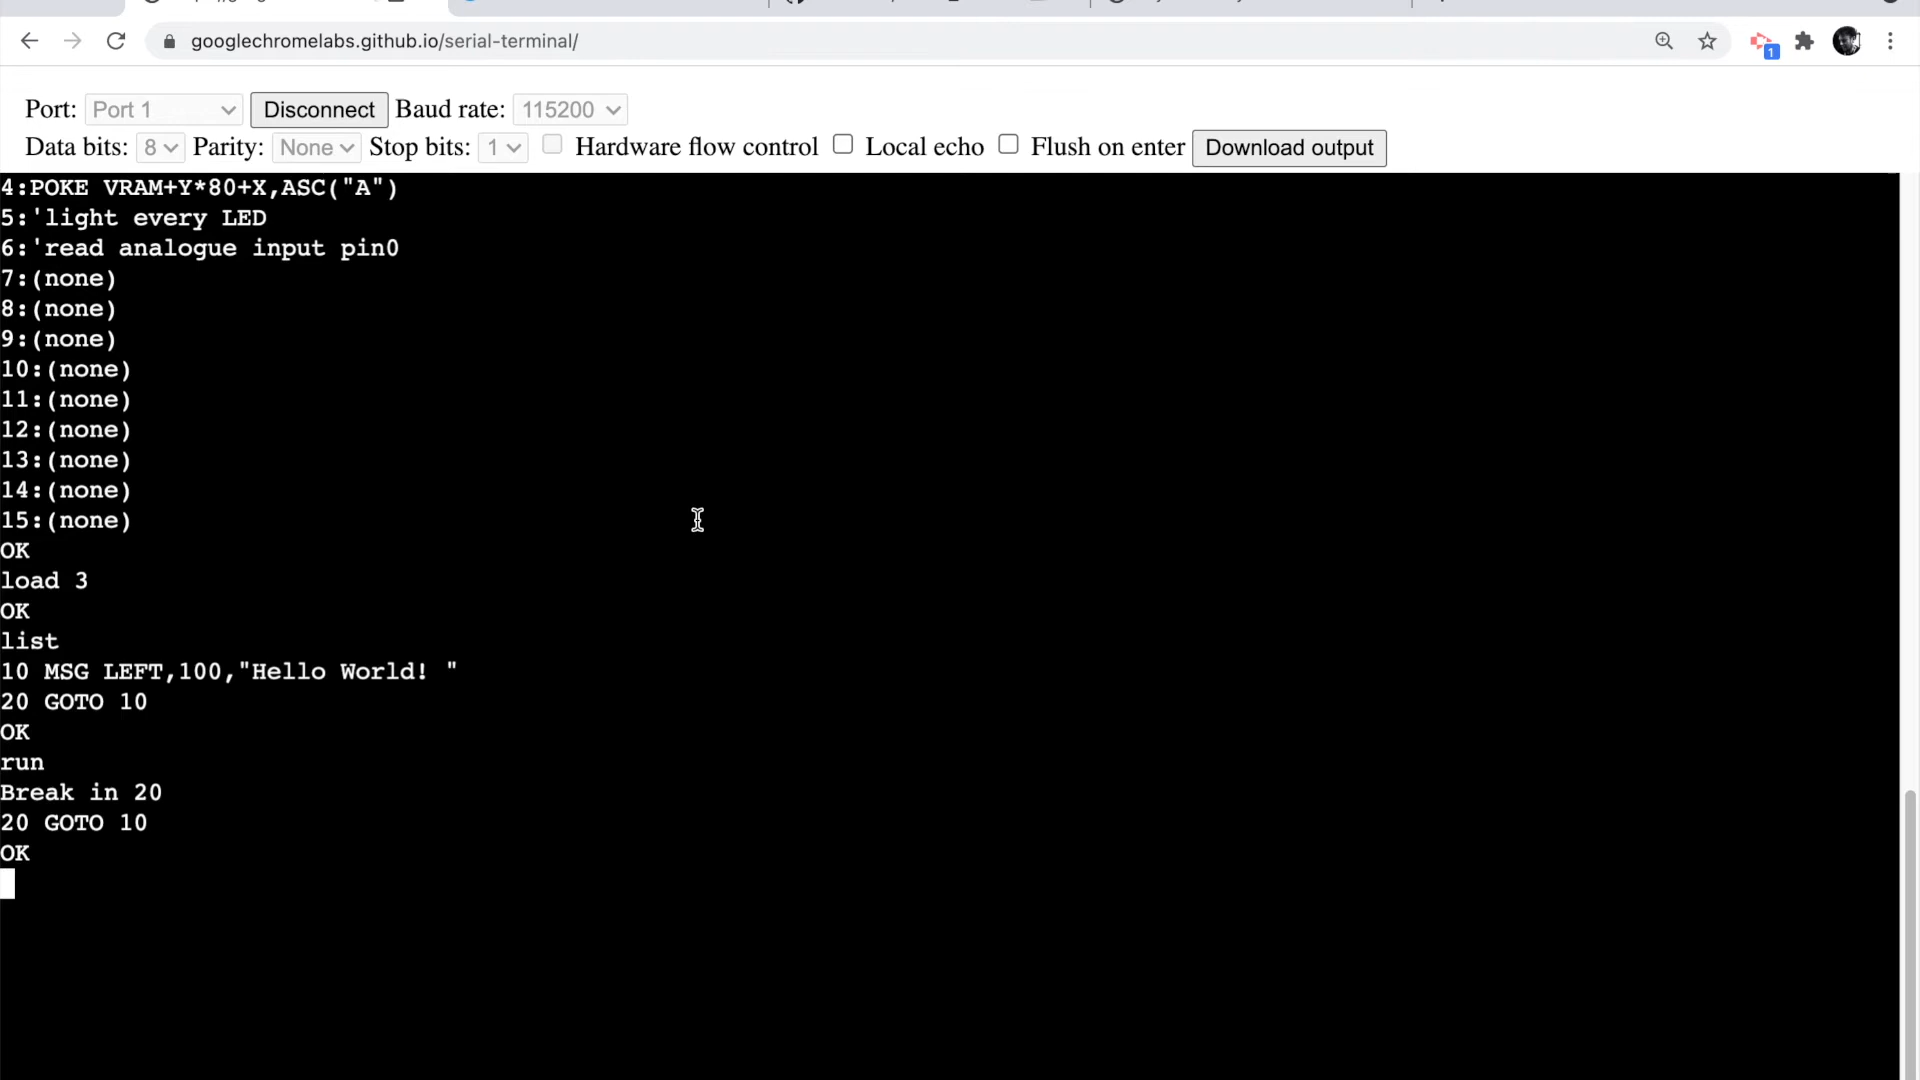 googlechromelabs.github.io/serial-terminal/
1
Port: Port 1 Disconnect Baud rate: 115200
Data bits: 8 Parity: None Stop bits: 1 Hardware flow control Local echo Flush on enter Download output
4:POKE VRAM+Y*80+X,ASC("A")
5:'light every LED
6:'read analogue input pin0
7:(none)
8:(none)
9:(none)
10:(none)
11:(none)
12:(none)
13:(none)
14:(none)
15:(none)
OK
load 3
OK
list
10 MSG LEFT,100,"Hello World! "
20 GOTO 10
OK
run
Break in 20
20 GOTO 10
OK